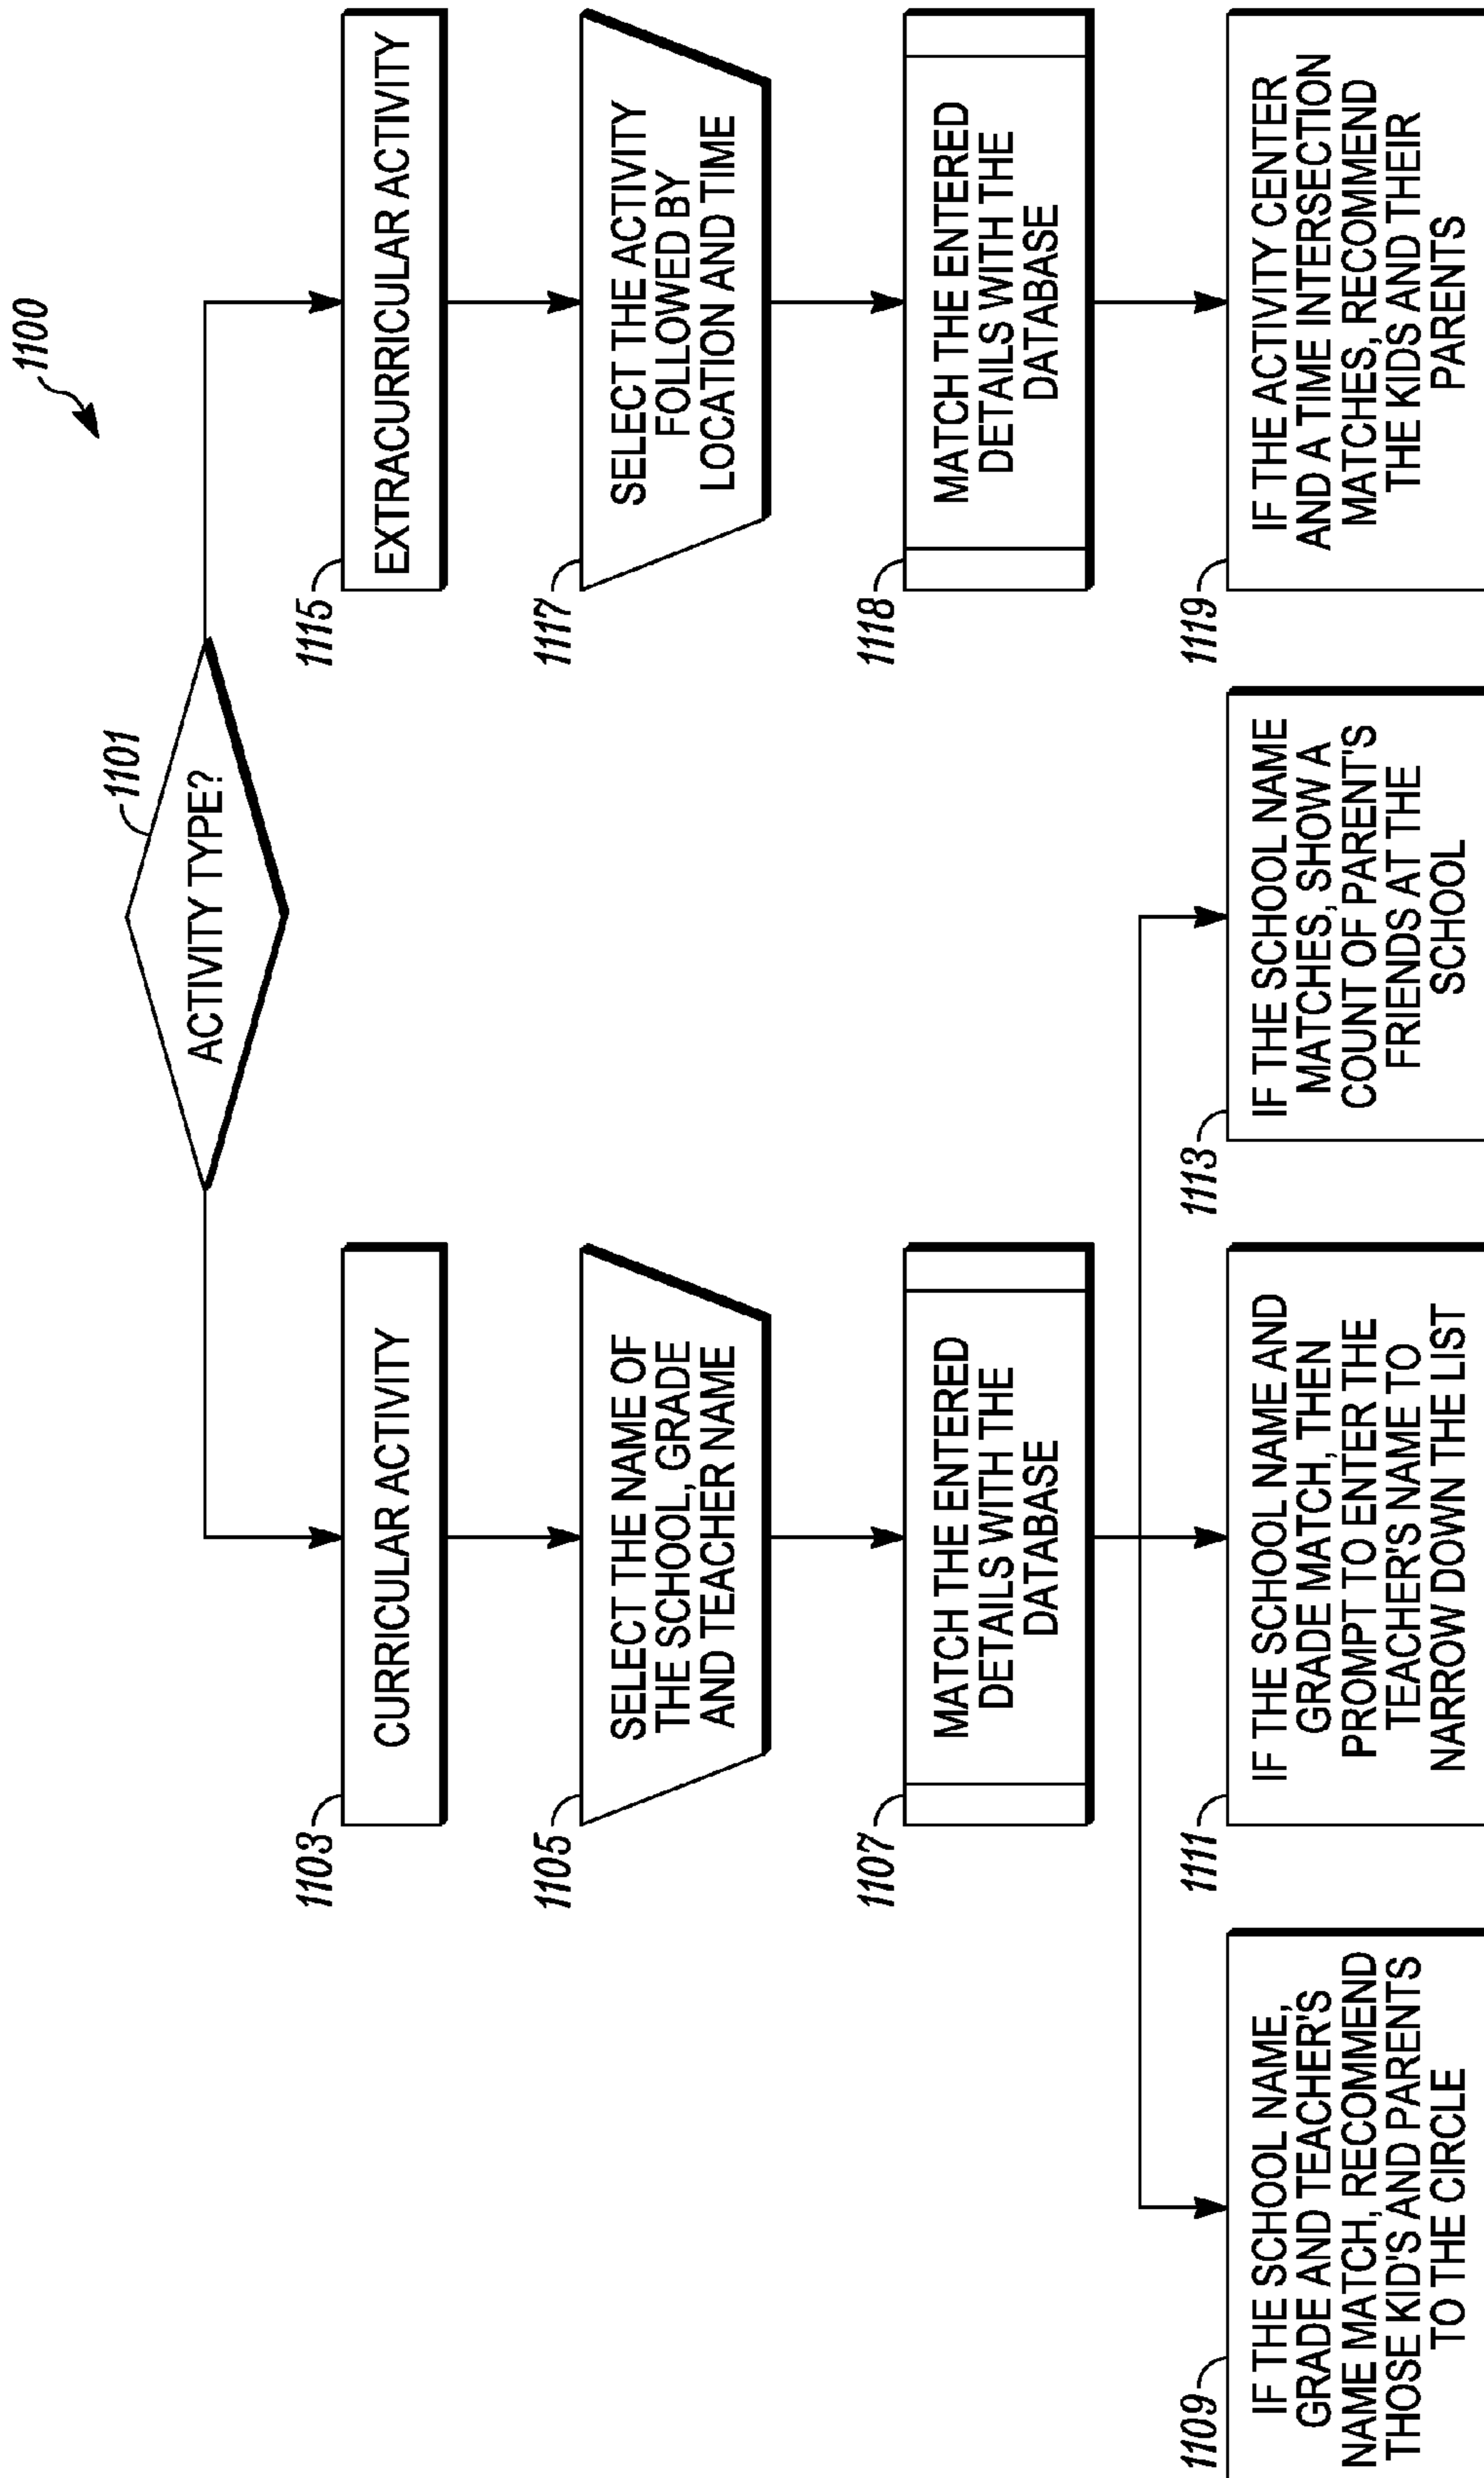 1100
1101
ACTIVITY TYPE?
1103
CURRICULAR ACTIVITY
1115
EXTRACURRICULAR ACTIVITY
1105
SELECT THE NAME OF
THE SCHOOL, GRADE
AND TEACHER NAME
1117
SELECT THE ACTIVITY
FOLLOWED BY
LOCATION AND TIME
1107
MATCH THE ENTERED
DETAILS WITH THE
DATABASE
1118
MATCH THE ENTERED
DETAILS WITH THE
DATABASE
1109
IF THE SCHOOL NAME,
GRADE AND TEACHER'S
NAME MATCH, RECOMMEND
THOSE KID'S AND PARENTS
TO THE CIRCLE
1111
IF THE SCHOOL NAME AND
GRADE MATCH, THEN
PROMPT TO ENTER THE
TEACHER'S NAME TO
NARROW DOWN THE LIST
1113
IF THE SCHOOL NAME
MATCHES, SHOW A
COUNT OF PARENT'S
FRIENDS AT THE
SCHOOL
1119
IF THE ACTIVITY CENTER
AND A TIME INTERSECTION
MATCHES, RECOMMEND
THE KIDS AND THEIR
PARENTS